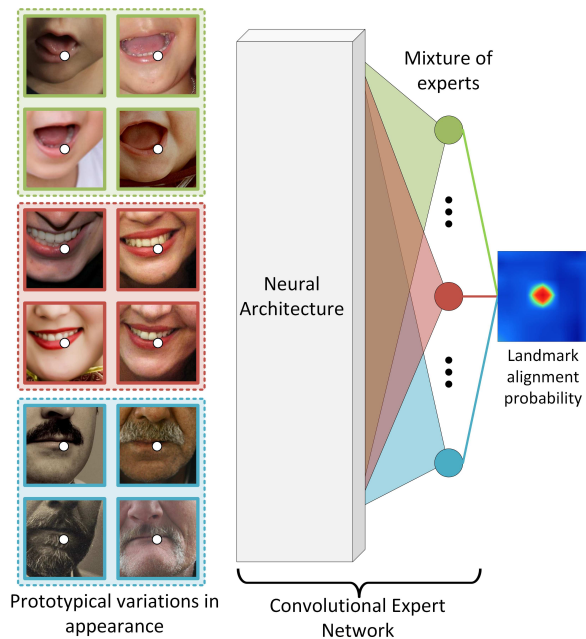 Mixture of
experts
Neural
Architecture
Landmark
alignment
probability
Prototypical variations in
appearance
Convolutional Expert
Network